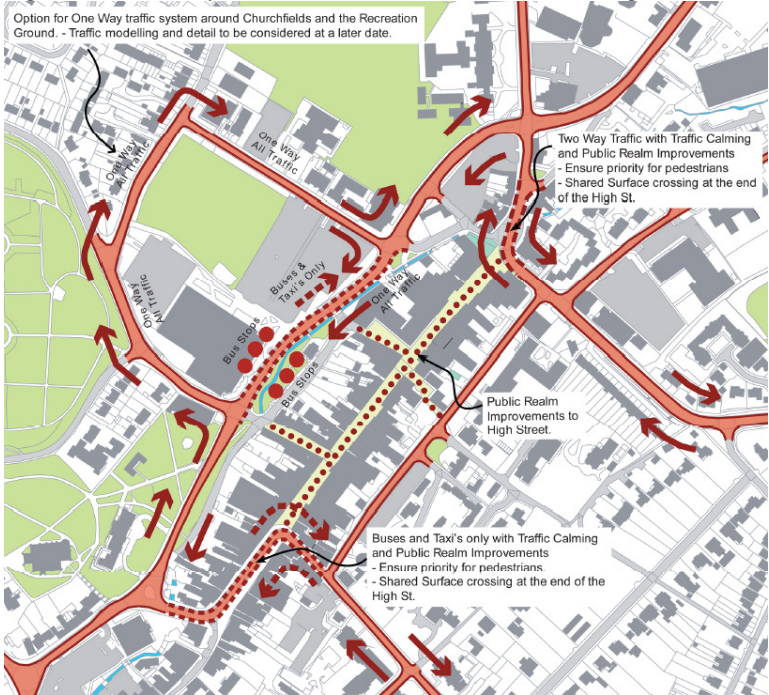 Option for One Way traffic system around Churchfields and the Recreation
Ground. - Traffic modelling and detail to be considered at a later date.
One Way
All Traffic
One Way
All Traffic
Two Way Traffic with Traffic Calming
and Public Realm Improvements
- Ensure priority for pedestrians
- Shared Surface crossing at the end
of the High St.
Buses &
Taxi's Only
One Way
All Traffic
One Way
All Traffic
Bus Stops
Bus Stops
Public Realm
Improvements to
High Street.
Buses and Taxi's only with Traffic Calming
and Public Realm Improvements
- Ensure priority for pedestrians.
- Shared Surface crossing at the end of the
High St.